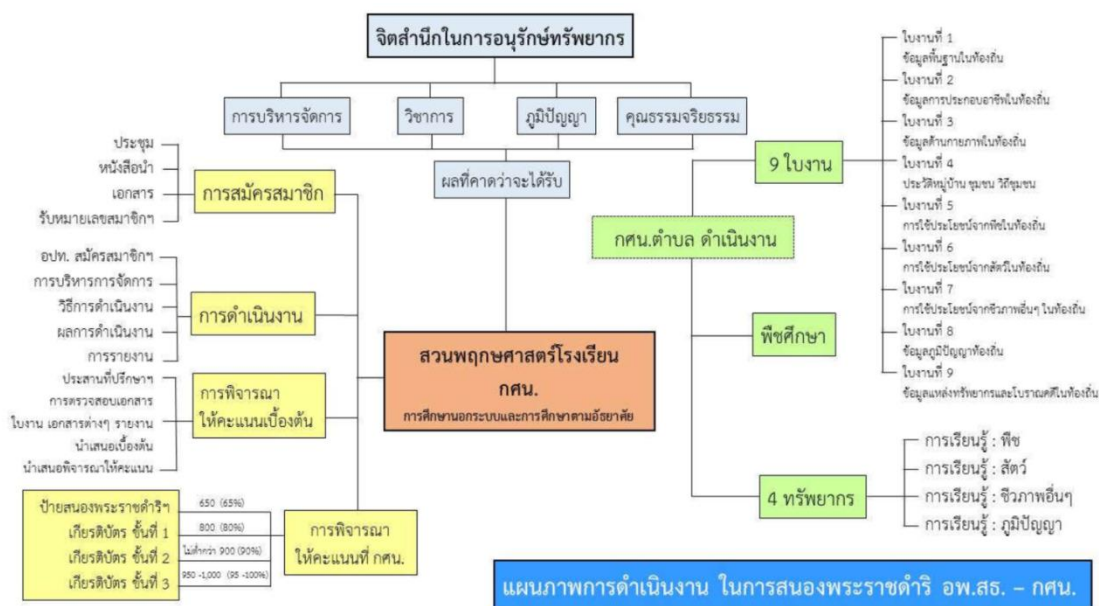 จิตสำนึกในการอนุรักษ์ทรัพยากร
การบริหารจัดการ
วิชาการ
ภูมิปัญญา
คุณธรรมจริยธรรม
ผลที่คาดว่าจะได้รับ
ประชุม
หนังสือนำ
เอกสาร
รับหมายเลขสมาชิกฯ
การสมัครสมาชิก
อปท. สมัครสมาชิกฯ
การบริหารการจัดการ
วิธีการดำเนินงาน
ผลการดำเนินงาน
การรายงาน
การดำเนินงาน
ประสานที่ปรึกษาฯ
การตรวจสอบเอกสาร
ใบงาน เอกสารต่างๆ รายงาน
นำเสนอเบื้องต้น
นำเสนอพิจารณาให้คะแนน
การพิจารณา
ให้คะแนนเบื้องต้น
ป้ายสนองพระราชดำริฯ 650 (65%)
เกียรติบัตร ขั้นที่ 1 800 (80%)
เกียรติบัตร ขั้นที่ 2 ไม่ต่ำกว่า 900 (90%)
เกียรติบัตร ขั้นที่ 3 950 -1,000 (95 -100%)
การพิจารณา
ให้คะแนนที่ กศน.
สวนพฤกษศาสตร์โรงเรียน
กศน.
การศึกษานอกระบบและการศึกษาตามอัธยาศัย
กศน.ตำบล ดำเนินงาน
9 ใบงาน
ใบงานที่ 1
ข้อมูลพื้นฐานในท้องถิ่น
ใบงานที่ 2
ข้อมูลการประกอบอาชีพในท้องถิ่น
ใบงานที่ 3
ข้อมูลด้านกายภาพในท้องถิ่น
ใบงานที่ 4
ประวัติหมู่บ้าน ชุมชน วิถีชุมชน
ใบงานที่ 5
การใช้ประโยชน์จากพืชในท้องถิ่น
ใบงานที่ 6
การใช้ประโยชน์จากสัตว์ในท้องถิ่น
ใบงานที่ 7
การใช้ประโยชน์จากชีวภาพอื่นๆ ในท้องถิ่น
ใบงานที่ 8
ข้อมูลภูมิปัญญาท้องถิ่น
ใบงานที่ 9
ข้อมูลแหล่งทรัพยากรและโบราณคดีในท้องถิ่น
พืชศึกษา
4 ทรัพยากร
การเรียนรู้ : พืช
การเรียนรู้ : สัตว์
การเรียนรู้ : ชีวภาพอื่นๆ
การเรียนรู้ : ภูมิปัญญา
แผนภาพการดำเนินงาน ในการสนองพระราชดำริ อพ.สธ. – กศน.